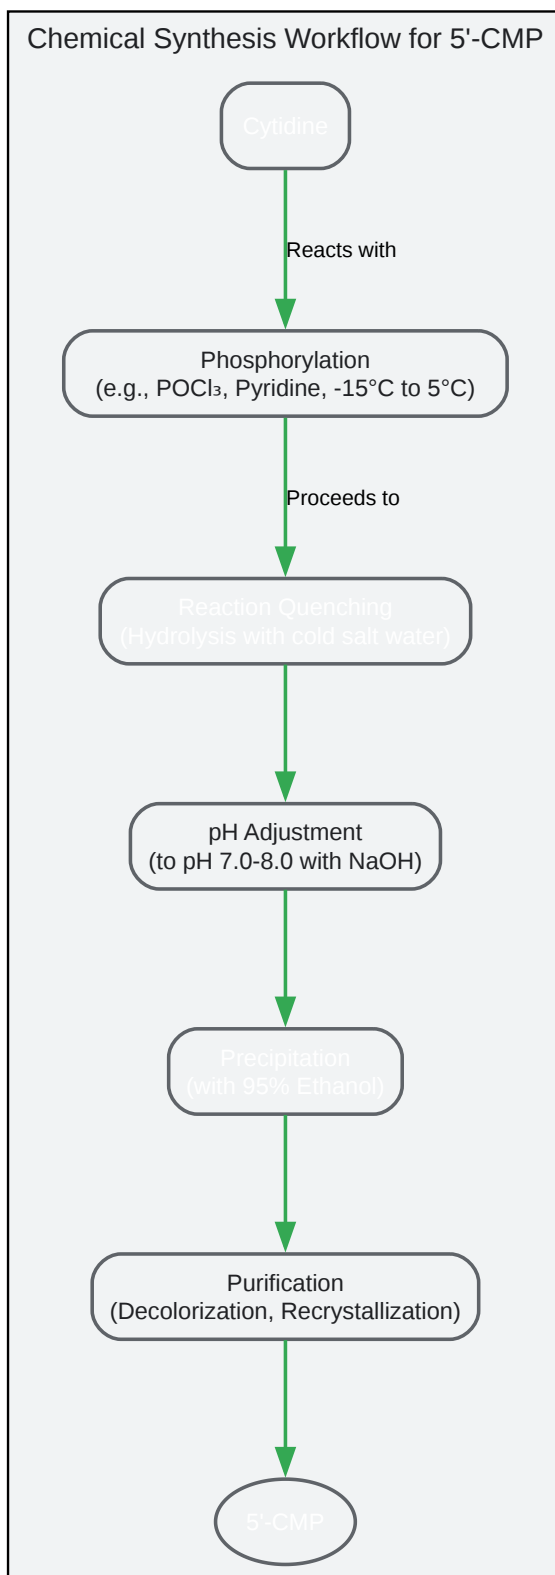 Chemical Synthesis Workflow for 5'-CMP
Cytidine
Reacts with
Phosphorylation
(e.g., POCl₃, Pyridine, -15°C to 5°C)
Proceeds to
Reaction Quenching
(Hydrolysis with cold salt water)
pH Adjustment
(to pH 7.0-8.0 with NaOH)
Precipitation
(with 95% Ethanol)
Purification
(Decolorization, Recrystallization)
5'-CMP